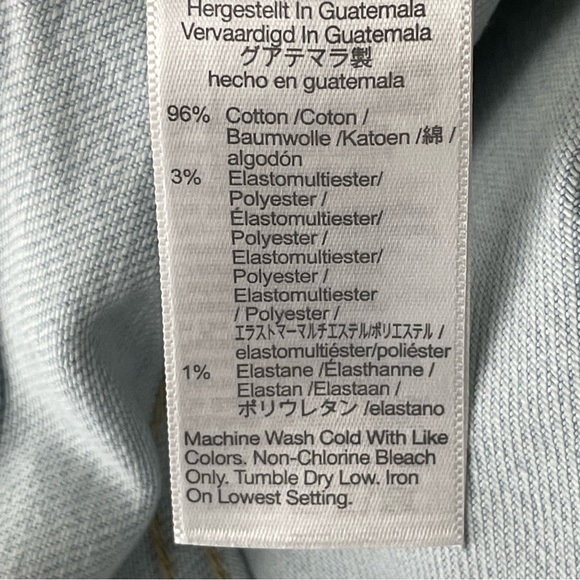 Hergestellt In Guatemala
Vervaardigd In Guatemala
グアテマラ製
hecho en guatemala
96% Cotton /Coton /
Baumwolle /Katoen /綿 /
algodón
3% Elastomultiester/
Polyester /
Élastomultiester/
Polyester /
Elastomultiester/
Polyester /
Elastomultiester
/ Polyester /
エラストマーマルチエステル/ポリエステル /
elastomultiéster/poliéster
1% Elastane /Élasthanne /
Elastan /Elastaan /
ポリウレタン /elastano
Machine Wash Cold With Like
Colors. Non-Chlorine Bleach
Only. Tumble Dry Low. Iron
On Lowest Setting.